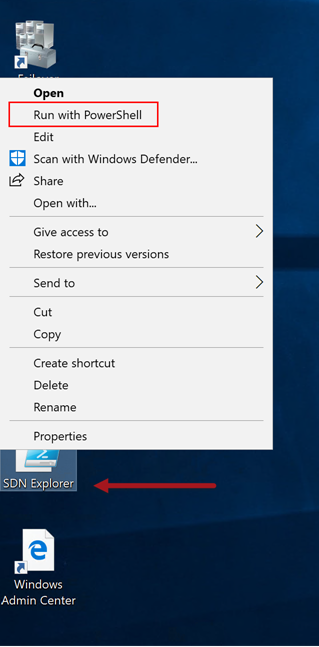 Failover
Open
Run with PowerShell
Edit
Scan with Windows Defender...
Share
Open with...
Give access to
Restore previous versions
Send to
Cut
Copy
Create shortcut
Delete
Rename
Properties
SDN Explorer
Windows
Admin Center